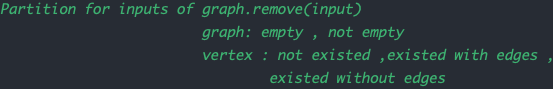 Partition for inputs of graph.remove(input)
graph: empty , not empty
vertex : not existed ,existed with edges ,
existed without edges